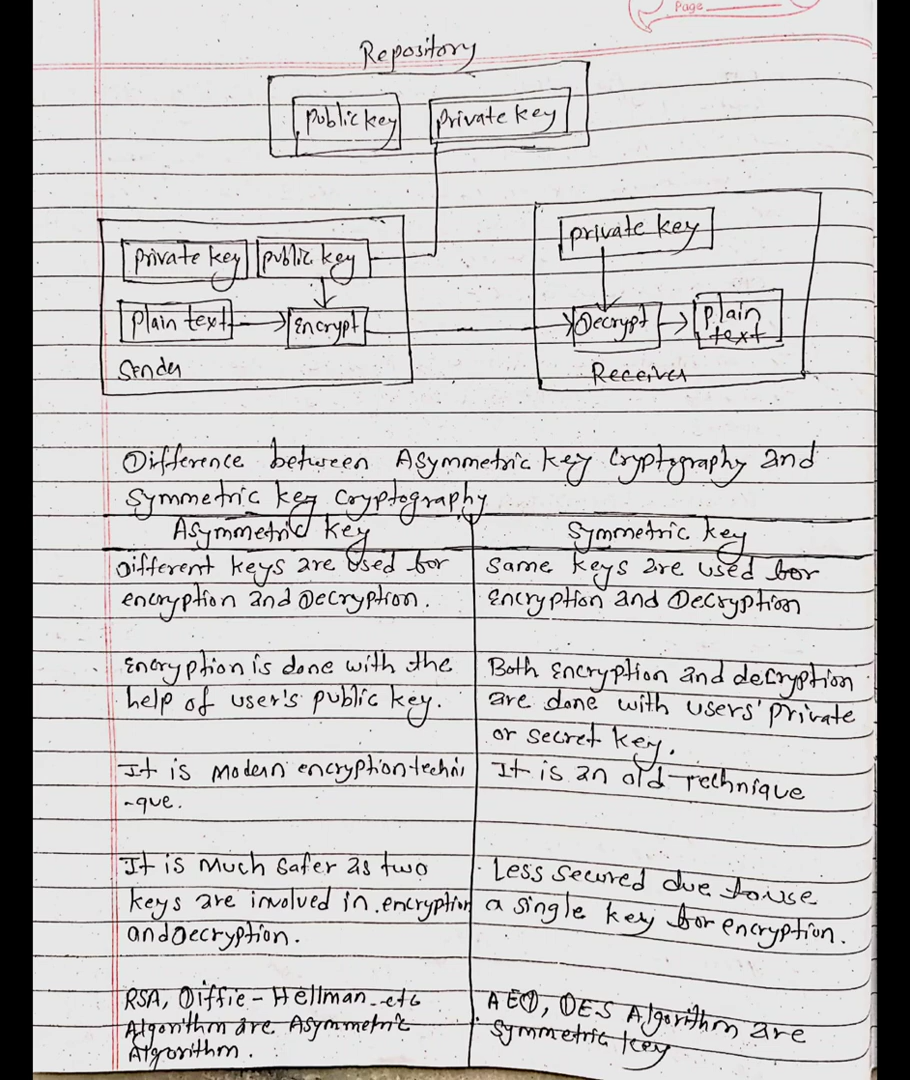 Page
Repository
Public key
Private key
Private key
public key
private key
Plain text
Encrypt
Decrypt
Plain text
Sender
Receiver
Difference between Asymmetric key Cryptography and
Symmetric key Cryptography
Asymmetric key
Different keys are used for
encryption and Decryption.
Encryption is done with the
help of user's public key.
It is Modern encryption techni
-que.
It is Much Safer as two
keys are involved in encryption
and Decryption.
RSA, Diffie-Hellman etc
Algorithm are Asymmetric
Algorithm.
Symmetric key
Same keys are used for
Encryption and Decryption
Both Encryption and decryption
are done with users' Private
or secret key.
It is an old Technique
Less secured due to use
a single key for encryption.
DES Algorithm are
Symmetric key